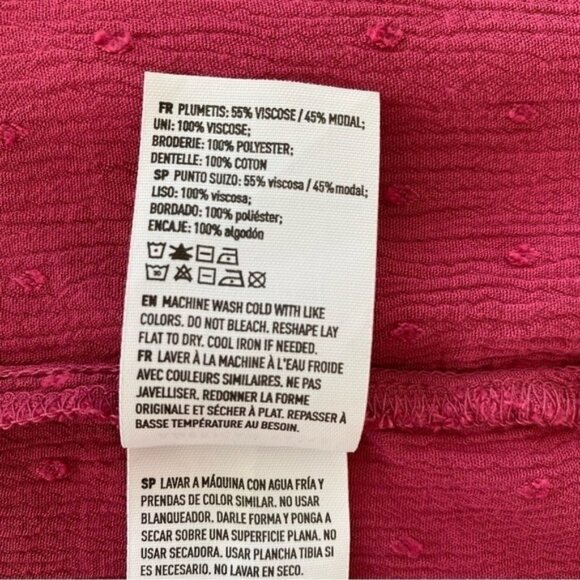 FR PLUMETIS: 55% VISCOSE / 45% MODAL;
UNI: 100% VISCOSE;
BRODERIE: 100% POLYESTER;
DENTELLE: 100% COTON
SP PUNTO SUIZO: 55% viscosa / 45% modal;
LISO: 100% viscosa;
BORDADO: 100% poliéster;
ENCAJE: 100% algodón
EN MACHINE WASH COLD WITH LIKE
COLORS. DO NOT BLEACH. RESHAPE LAY
FLAT TO DRY. COOL IRON IF NEEDED.
FR LAVER À LA MACHINE À L'EAU FROIDE
AVEC COULEURS SIMILAIRES. NE PAS
JAVELLISER. REDONNER LA FORME
ORIGINALE ET SÉCHER À PLAT. REPASSER À
BASSE TEMPÉRATURE AU BESOIN.
SP LAVAR A MÁQUINA CON AGUA FRÍA Y
PRENDAS DE COLOR SIMILAR. NO USAR
BLANQUEADOR. DARLE FORMA Y PONGA A
SECAR SOBRE UNA SUPERFICIE PLANA. NO
USAR SECADORA. USAR PLANCHA TIBIA SI
ES NECESARIO. NO LAVAR EN SECO.